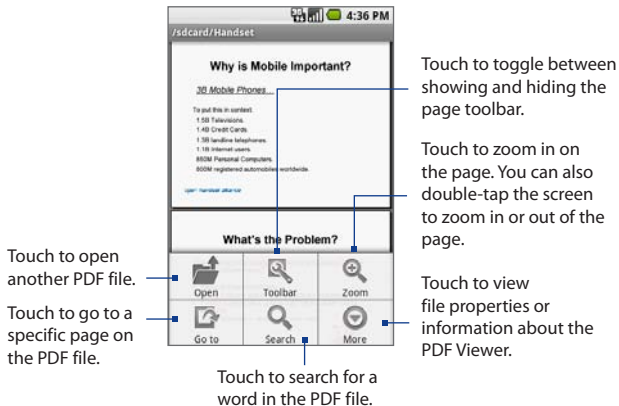 4:36 PM
/sdcard/Handset
Why is Mobile Important?
3B Mobile Phones....
To put this in context:
1.5B Televisions
1.4B Credit Cards
1.3B landline telephones
1.1B Internet users
850M Personal Computers
800M registered automobiles worldwide.
open handset alliance
What's the Problem?
Open
Toolbar
Zoom
Go to
Search
More
Touch to toggle between
showing and hiding the
page toolbar.
Touch to zoom in on
the page. You can also
double-tap the screen
to zoom in or out of the
page.
Touch to open
another PDF file.
Touch to go to a
specific page on
the PDF file.
Touch to view
file properties or
information about the
PDF Viewer.
Touch to search for a
word in the PDF file.